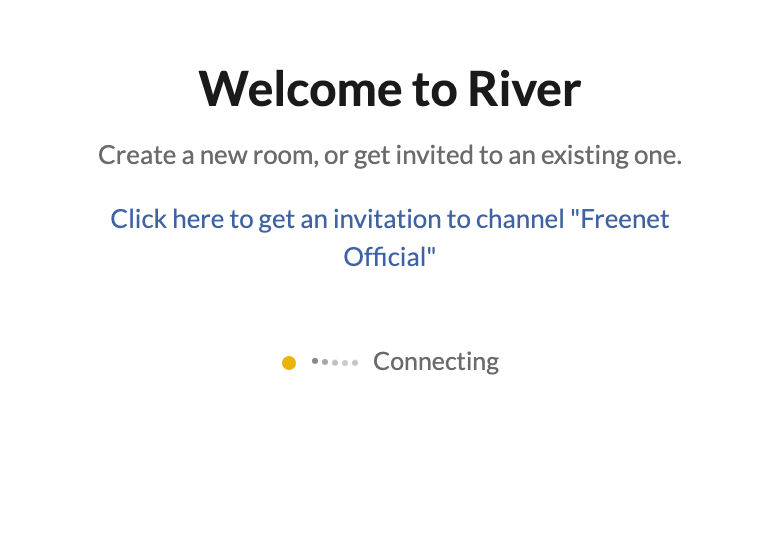 Welcome to River
Create a new room, or get invited to an existing one.
Click here to get an invitation to channel "Freenet
Official"
Connecting